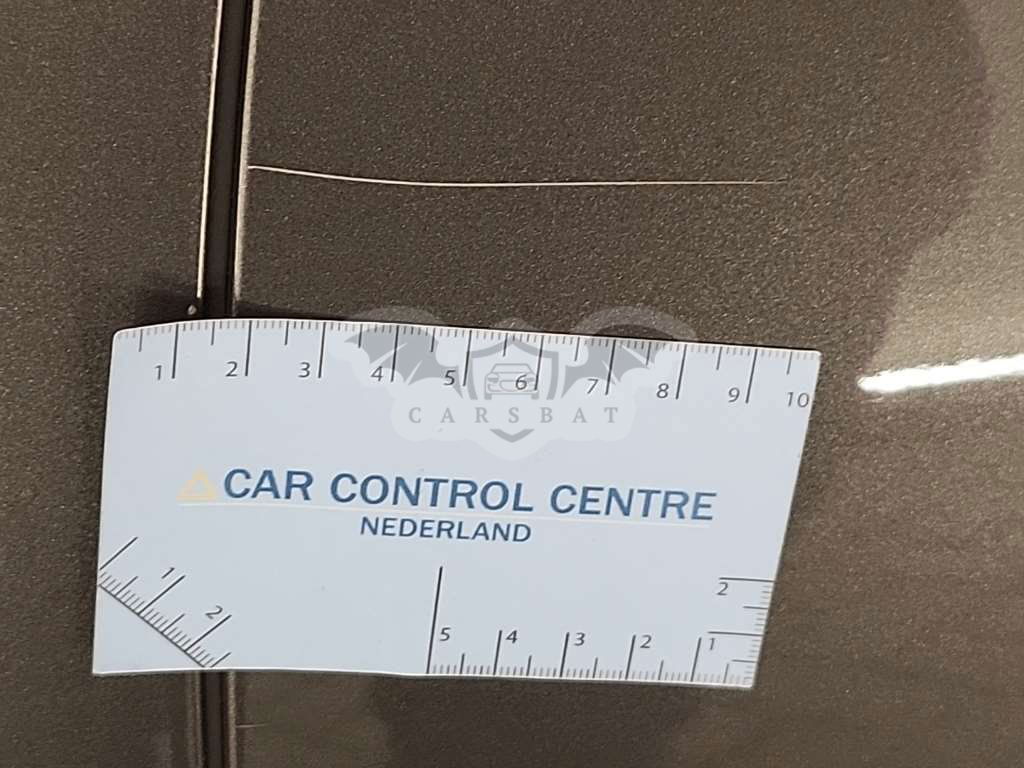 1 2 3 4 5 6 7 8 9 10
CARSBAT
CAR CONTROL CENTRE
NEDERLAND
1 2
2
5 4 3 2 1